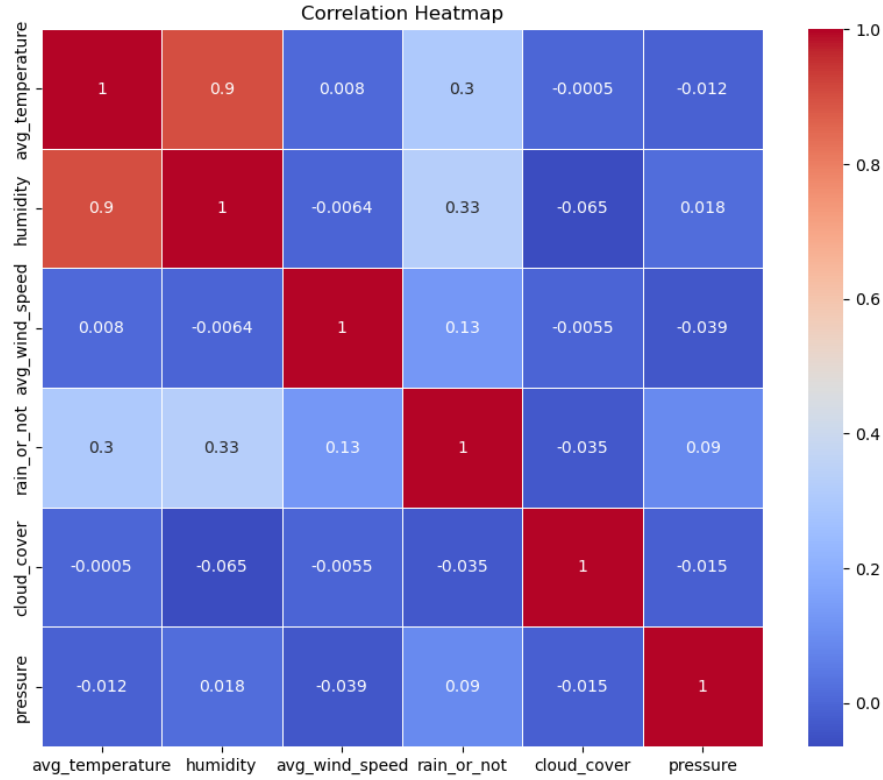 Correlation Heatmap
avg_temperature 1 0.9 0.008 0.3 -0.0005 -0.012
humidity 0.9 1 -0.0064 0.33 -0.065 0.018
avg_wind_speed 0.008 -0.0064 1 0.13 -0.0055 -0.039
rain_or_not 0.3 0.33 0.13 1 -0.035 0.09
cloud_cover -0.0005 -0.065 -0.0055 -0.035 1 -0.015
pressure -0.012 0.018 -0.039 0.09 -0.015 1
avg_temperature humidity avg_wind_speed rain_or_not cloud_cover pressure
1.0
0.8
0.6
0.4
0.2
0.0